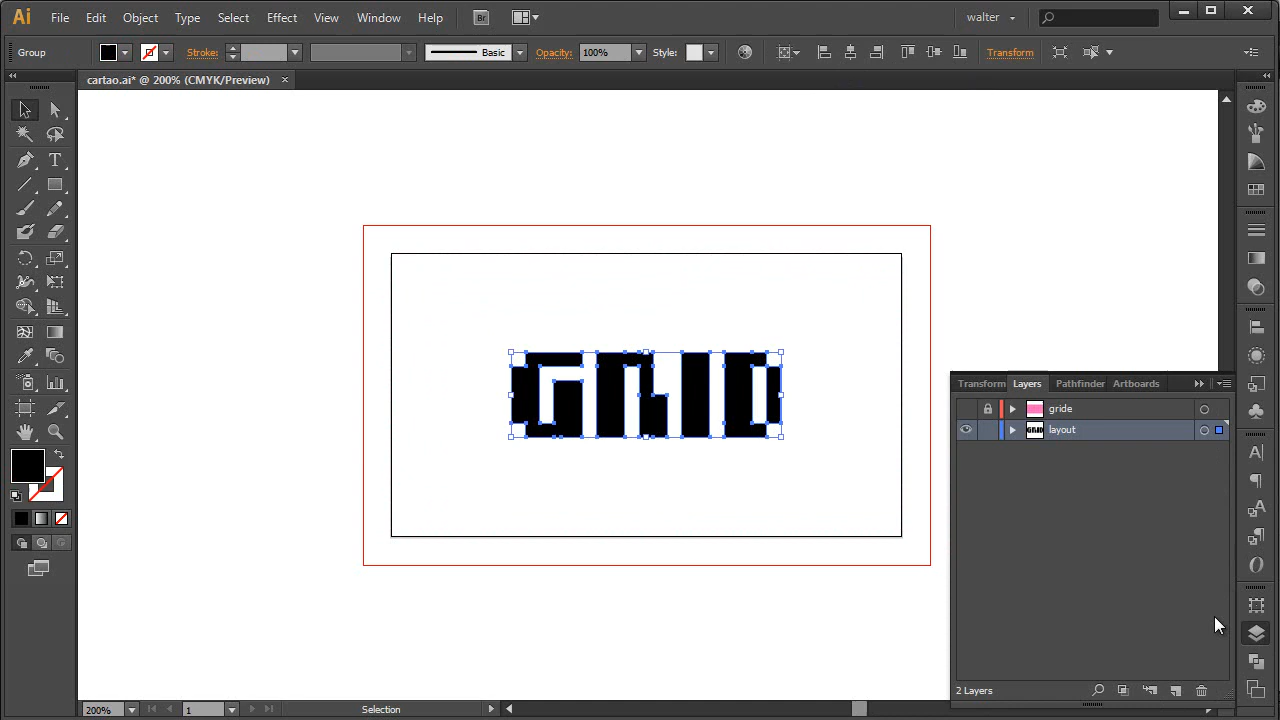 Ai File Edit Object Type Select Effect View Window Help Br walter
Group Stroke: Basic Opacity: 100% Style: Transform
cartao.ai* @ 200% (CMYK/Preview)
GRID
Transform Layers Pathfinder Artboards
gride
GRID layout
2 Layers
200% 1 Selection